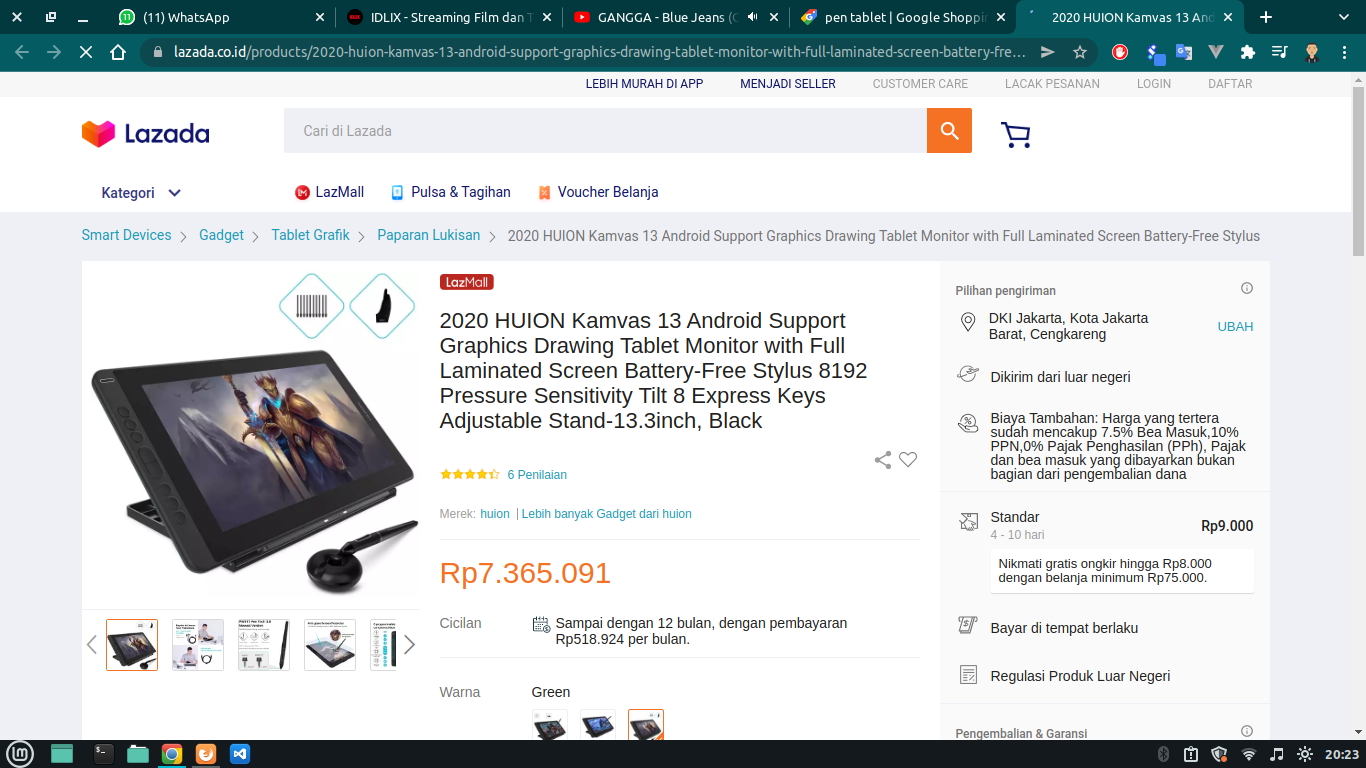 (11) WhatsApp
IDLIX - Streaming Film dan T
GANGGA - Blue Jeans (C
pen tablet | Google Shoppin
2020 HUION Kamvas 13 And
lazada.co.id/products/2020-huion-kamvas-13-android-support-graphics-drawing-tablet-monitor-with-full-laminated-screen-battery-fre...
LEBIH MURAH DI APP
MENJADI SELLER
CUSTOMER CARE
LACAK PESANAN
LOGIN
DAFTAR
Lazada
Cari di Lazada
Kategori
LazMall
Pulsa & Tagihan
Voucher Belanja
Smart Devices
Gadget
Tablet Grafik
Paparan Lukisan
2020 HUION Kamvas 13 Android Support Graphics Drawing Tablet Monitor with Full Laminated Screen Battery-Free Stylus
LazMall
2020 HUION Kamvas 13 Android Support
Graphics Drawing Tablet Monitor with Full
Laminated Screen Battery-Free Stylus 8192
Pressure Sensitivity Tilt 8 Express Keys
Adjustable Stand-13.3inch, Black
6 Penilaian
Merek: huion | Lebih banyak Gadget dari huion
Rp7.365.091
Cicilan
Sampai dengan 12 bulan, dengan pembayaran
Rp518.924 per bulan.
Warna
Green
Pilihan pengiriman
DKI Jakarta, Kota Jakarta
Barat, Cengkareng
UBAH
Dikirim dari luar negeri
Biaya Tambahan: Harga yang tertera
sudah mencakup 7.5% Bea Masuk,10%
PPN,0% Pajak Penghasilan (PPh), Pajak
dan bea masuk yang dibayarkan bukan
bagian dari pengembalian dana
Standar
Rp9.000
4 - 10 hari
Nikmati gratis ongkir hingga Rp8.000
dengan belanja minimum Rp75.000.
Bayar di tempat berlaku
Regulasi Produk Luar Negeri
Pengembalian & Garansi
20:23